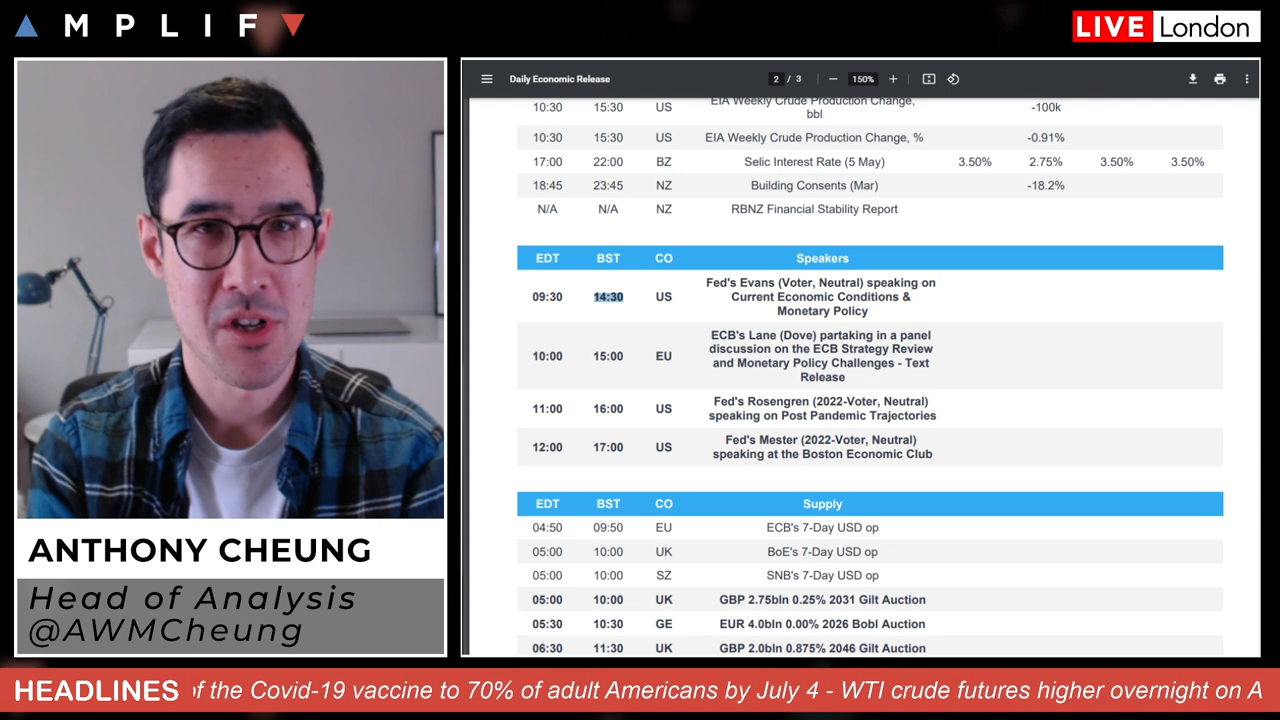 AMPLIFY
LIVE London
Daily Economic Release
2 / 3
150%
10:30 15:30 US EIA Weekly Crude Production Change, bbl -100k
10:30 15:30 US EIA Weekly Crude Production Change, % -0.91%
17:00 22:00 BZ Selic Interest Rate (5 May) 3.50% 2.75% 3.50% 3.50%
18:45 23:45 NZ Building Consents (Mar) -18.2%
N/A N/A NZ RBNZ Financial Stability Report
EDT BST CO Speakers
09:30 14:30 US Fed's Evans (Voter, Neutral) speaking on
Current Economic Conditions &
Monetary Policy
10:00 15:00 EU ECB's Lane (Dove) partaking in a panel
discussion on the ECB Strategy Review
and Monetary Policy Challenges - Text
Release
11:00 16:00 US Fed's Rosengren (2022-Voter, Neutral)
speaking on Post Pandemic Trajectories
12:00 17:00 US Fed's Mester (2022-Voter, Neutral)
speaking at the Boston Economic Club
EDT BST CO Supply
04:50 09:50 EU ECB's 7-Day USD op
05:00 10:00 UK BoE's 7-Day USD op
05:00 10:00 SZ SNB's 7-Day USD op
05:00 10:00 UK GBP 2.75bln 0.25% 2031 Gilt Auction
05:30 10:30 GE EUR 4.0bln 0.00% 2026 Bobl Auction
06:30 11:30 UK GBP 2.0bln 0.875% 2046 Gilt Auction
ANTHONY CHEUNG
Head of Analysis
@AWMCheung
HEADLINES of the Covid-19 vaccine to 70% of adult Americans by July 4 - WTI crude futures higher overnight on A